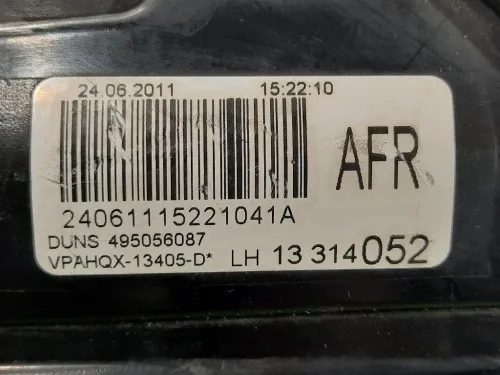 24.06.2011 15:22:10
AFR
24061115221041A
DUNS 495056087
VPAHQX-13405-D* LH 13 314052